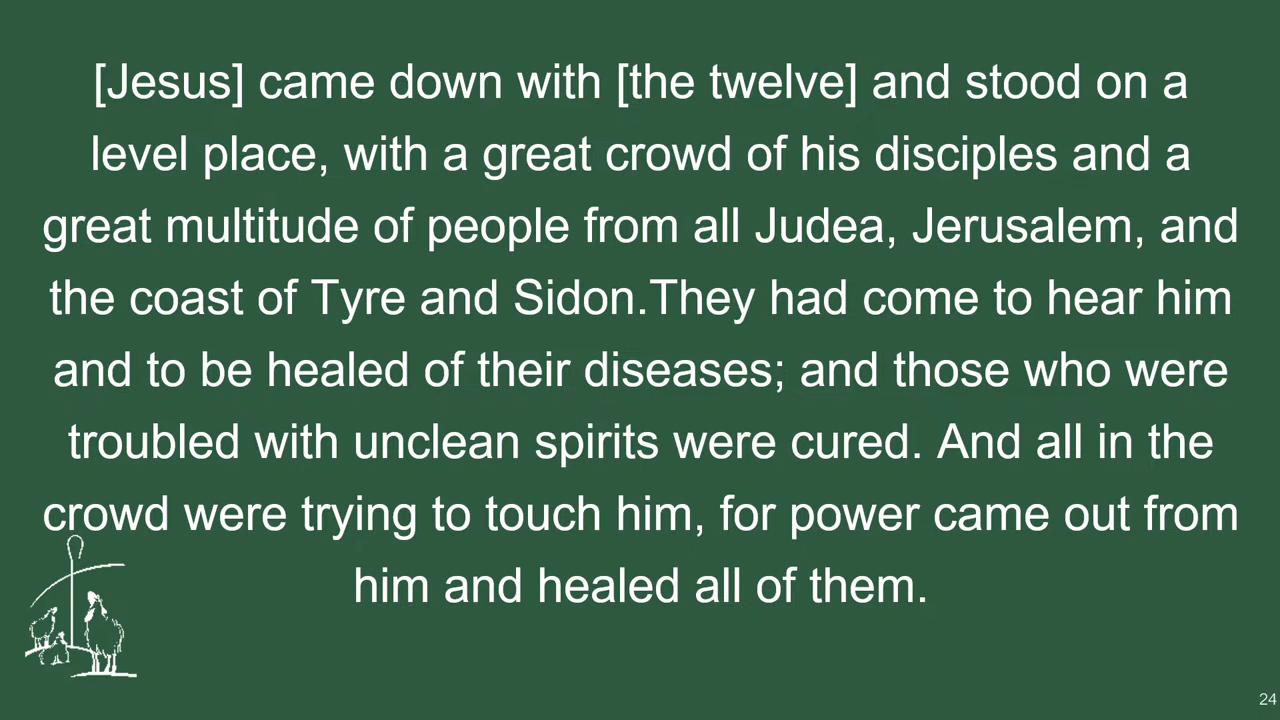 [Jesus] came down with [the twelve] and stood on a
level place, with a great crowd of his disciples and a
great multitude of people from all Judea, Jerusalem, and
the coast of Tyre and Sidon.They had come to hear him
and to be healed of their diseases; and those who were
troubled with unclean spirits were cured. And all in the
crowd were trying to touch him, for power came out from
him and healed all of them.
24